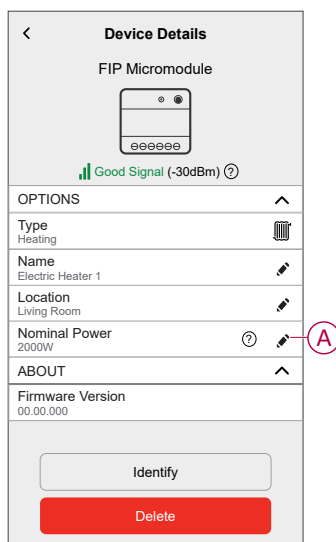 Device Details
FIP Micromodule
Good Signal (-30dBm) ?
OPTIONS
Type
Heating
Name
Electric Heater 1
Location
Living Room
Nominal Power ?
2000W
A
ABOUT
Firmware Version
00.00.000
Identify
Delete